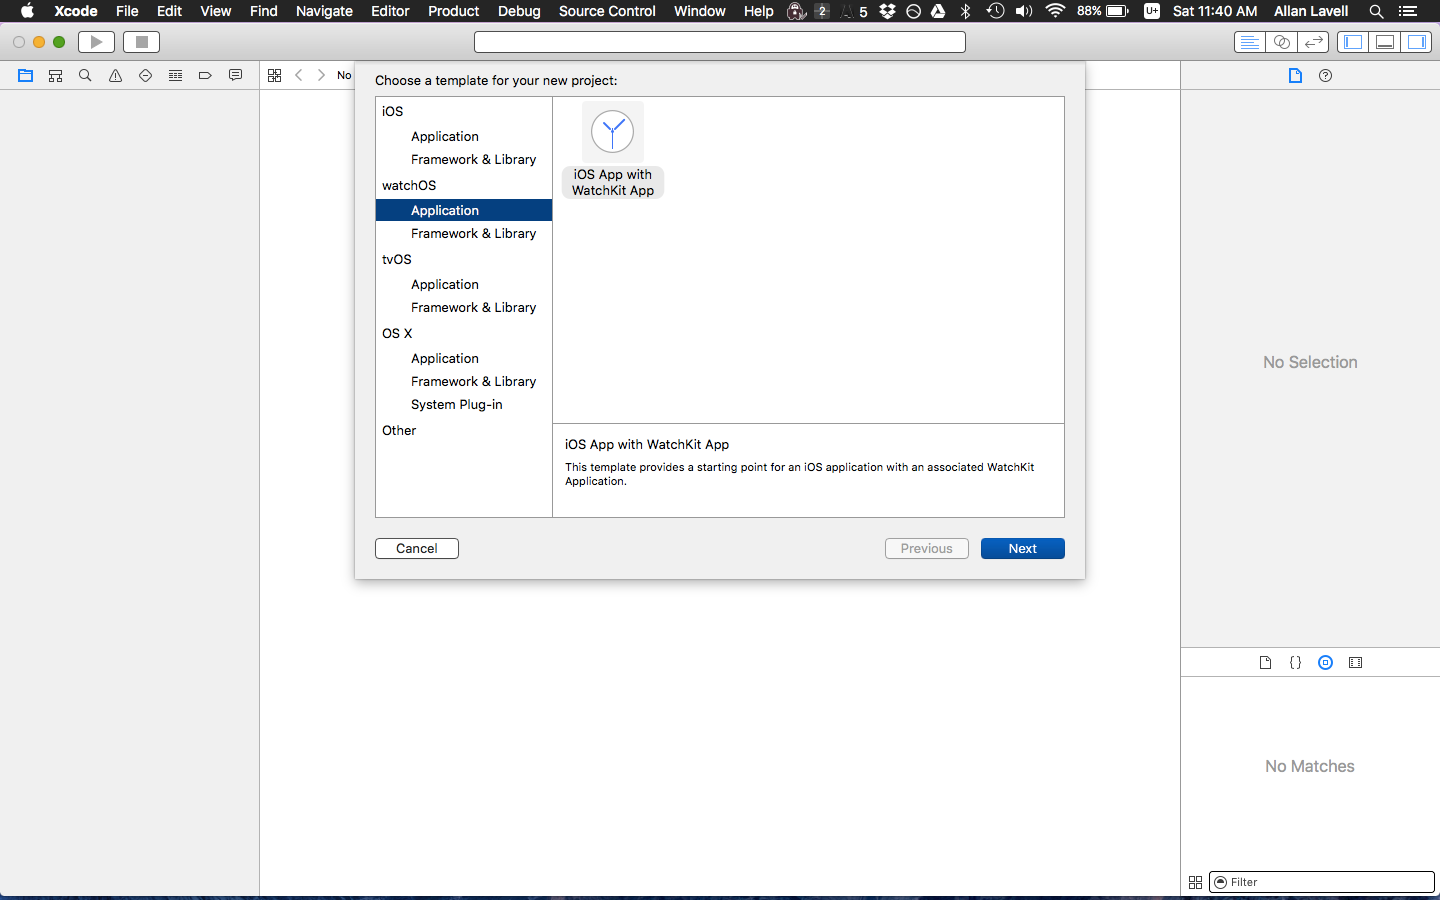 Xcode File Edit View Find Navigate Editor Product Debug Source Control Window Help 5 88% U+ Sat 11:40 AM Allan Lavell
No
Choose a template for your new project:
iOS
Application
Framework & Library
watchOS
Application
Framework & Library
tvOS
Application
Framework & Library
OS X
Application
Framework & Library
System Plug-in
Other
iOS App with
WatchKit App
iOS App with WatchKit App
This template provides a starting point for an iOS application with an associated WatchKit
Application.
Cancel
Previous
Next
No Selection
{}
No Matches
Filter